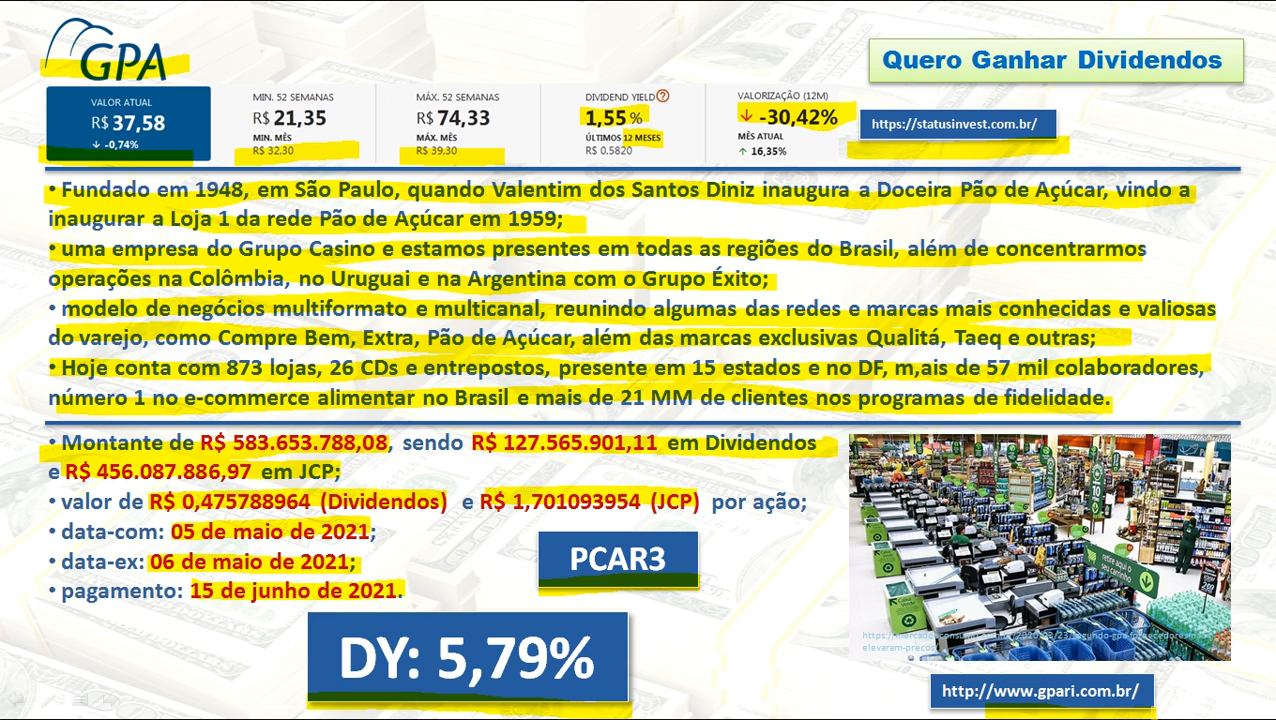 GPA
Quero Ganhar Dividendos
VALOR ATUAL
R$ 37,58
-0,74%
MIN. 52 SEMANAS
R$ 21,35
MIN. MÊS
R$ 32,30
MÁX. 52 SEMANAS
R$ 74,33
MÁX. MÊS
R$ 39,30
DIVIDEND YIELD ?
1,55 %
ÚLTIMOS 12 MESES
R$ 0,5820
VALORIZAÇÃO (12M)
-30,42%
MÊS ATUAL
16,35%
https://statusinvest.com.br/
• Fundado em 1948, em São Paulo, quando Valentim dos Santos Diniz inaugura a Doceira Pão de Açúcar, vindo a
inaugurar a Loja 1 da rede Pão de Açúcar em 1959;
• uma empresa do Grupo Casino e estamos presentes em todas as regiões do Brasil, além de concentrarmos
operações na Colômbia, no Uruguai e na Argentina com o Grupo Éxito;
• modelo de negócios multiformato e multicanal, reunindo algumas das redes e marcas mais conhecidas e valiosas
do varejo, como Compre Bem, Extra, Pão de Açúcar, além das marcas exclusivas Qualitá, Taeq e outras;
• Hoje conta com 873 lojas, 26 CDs e entrepostos, presente em 15 estados e no DF, m,ais de 57 mil colaboradores,
número 1 no e-commerce alimentar no Brasil e mais de 21 MM de clientes nos programas de fidelidade.
• Montante de R$ 583.653.788,08, sendo R$ 127.565.901,11 em Dividendos
e R$ 456.087.886,97 em JCP;
• valor de R$ 0,475788964 (Dividendos) e R$ 1,701093954 (JCP) por ação;
• data-com: 05 de maio de 2021;
• data-ex: 06 de maio de 2021;
• pagamento: 15 de junho de 2021.
PCAR3
DY: 5,79%
retire aqui o
seu carrinho
elevaram-precos
http://www.gpari.com.br/